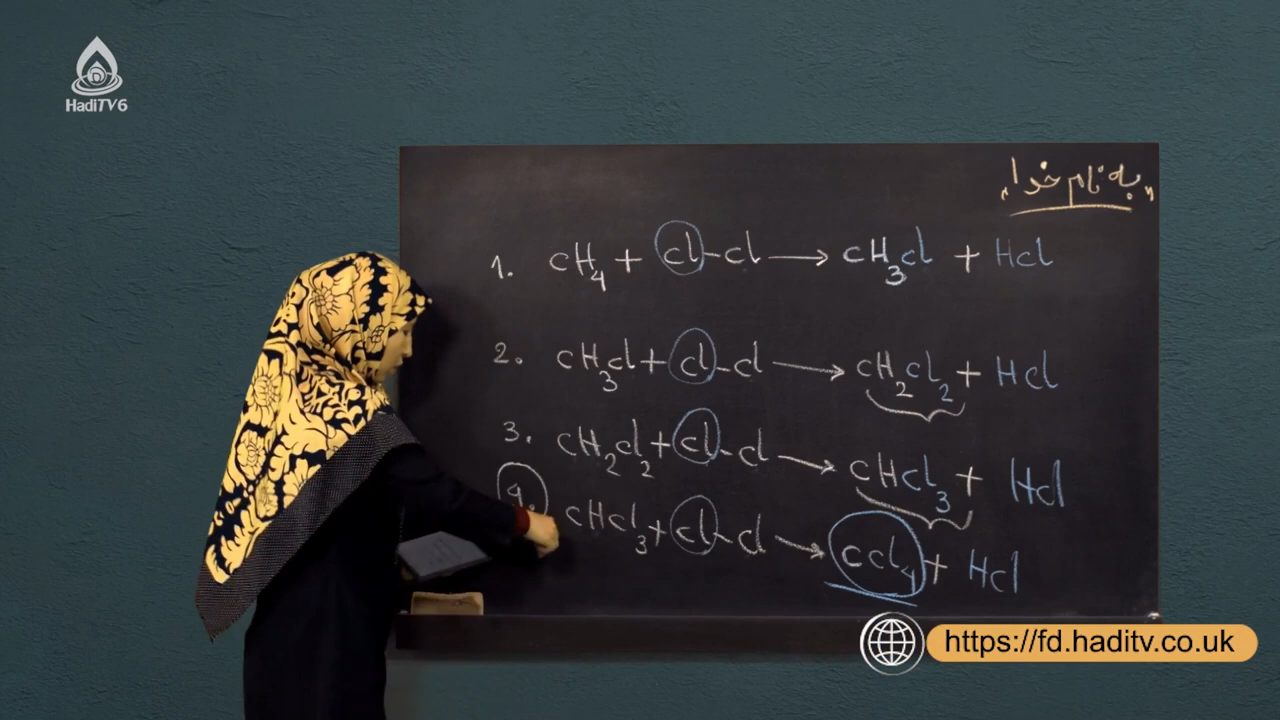 HadiTV6
"به نام خدا"
1. CH4 + Cl-Cl → CH3Cl + HCl
2. CH3Cl + Cl-Cl → CH2Cl2 + HCl
3. CH2Cl2 + Cl-Cl → CHCl3 + HCl
4. CHCl3 + Cl-Cl → CCl4 + HCl
https://fd.haditv.co.uk